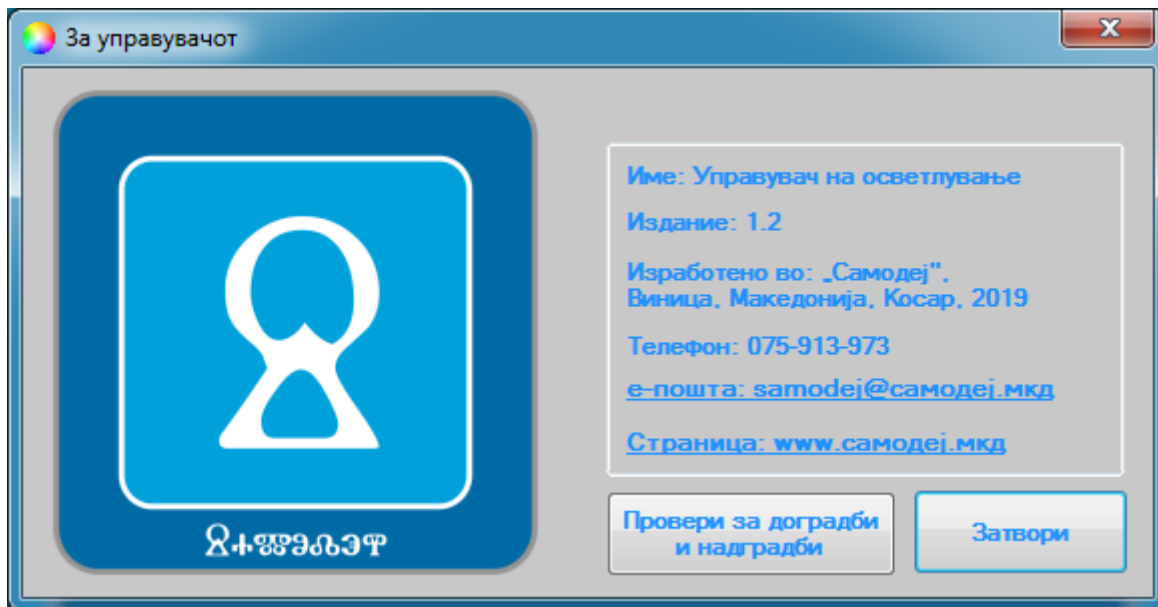 За управувачот
Ⱄ
Ⱄⰰⰿⱁⰴⰵⰺ
Име: Управувач на осветлување
Издание: 1.2
Изработено во: „Самодеј",
Виница, Македонија, Косар, 2019
Телефон: 075-913-973
е-пошта: samodej@самодеј.мкд
Страница: www.самодеј.мкд
Провери за доградби
и надградби
Затвори